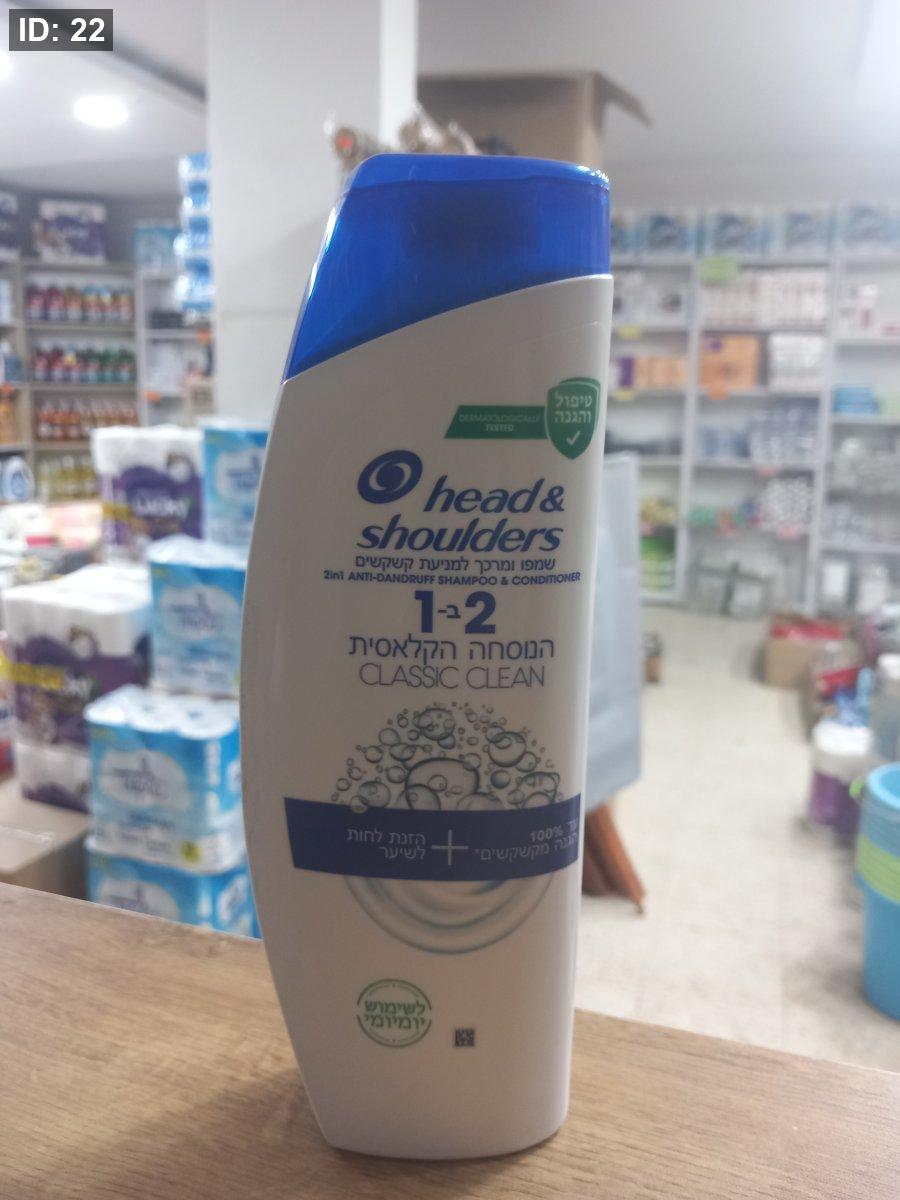 ID: 22
טיפול
והגנה
DERMATOLOGICALLY
TESTED
head &
shoulders
שמפו ומרכך למניעת קשקשים
2in1 ANTI-DANDRUFF SHAMPOO & CONDITIONER
2 ב-1
הנוסחה הקלאסית
CLASSIC CLEAN
עד 100%
הגנה מקשקשים*
+
הזנת לחות
לשיער
לשימוש
יומיומי